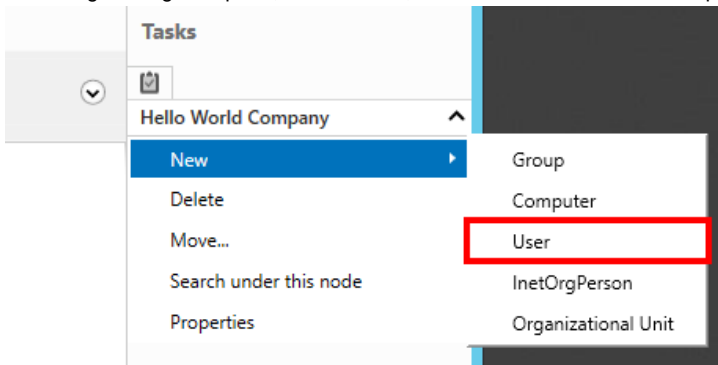 Tasks
Hello World Company
New
Group
Delete
Computer
Move...
User
Search under this node
InetOrgPerson
Properties
Organizational Unit